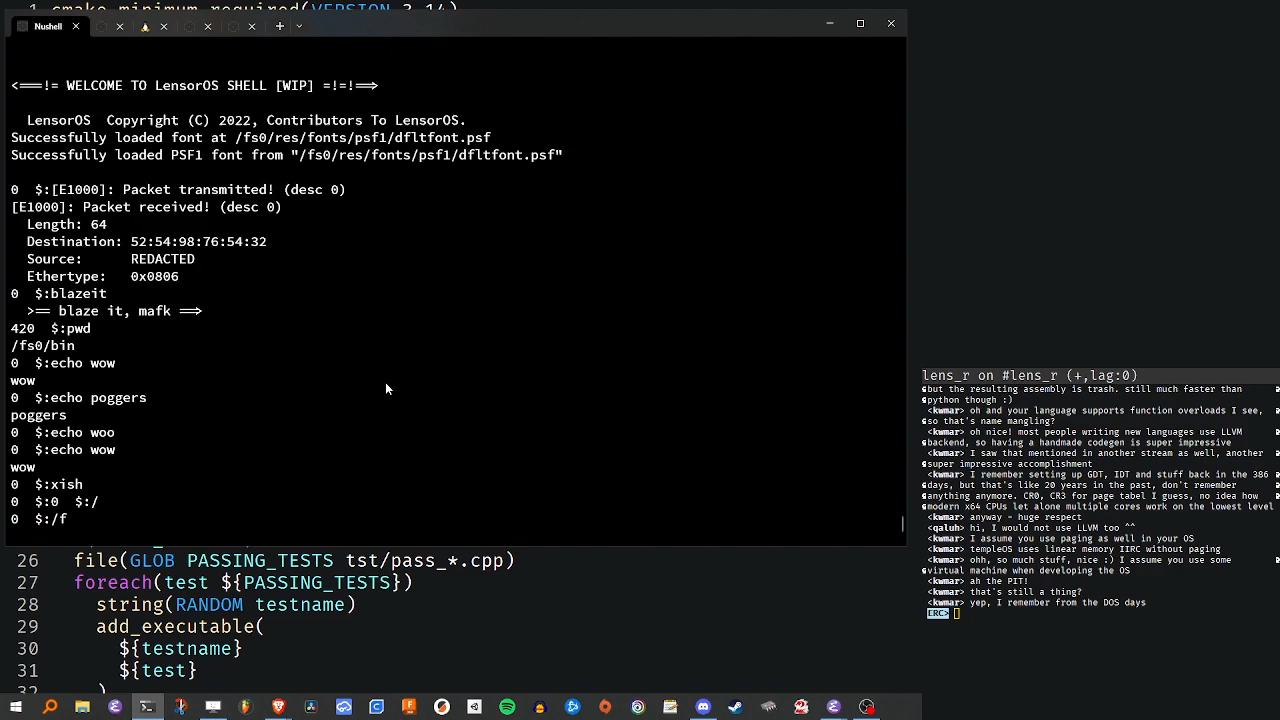 1 cmake_minimum_required(VERSION 3.14)
Nushell
<===!= WELCOME TO LensorOS SHELL [WIP] =!=!==>
LensorOS  Copyright (C) 2022, Contributors To LensorOS.
Successfully loaded font at /fs0/res/fonts/psf1/dfltfont.psf
Successfully loaded PSF1 font from "/fs0/res/fonts/psf1/dfltfont.psf"
0  $:[E1000]: Packet transmitted! (desc 0)
[E1000]: Packet received! (desc 0)
Length: 64
Destination: 52:54:98:76:54:32
Source:      REDACTED
Ethertype:   0x0806
0  $:blazeit
>== blaze it, mafk ==>
420  $:pwd
/fs0/bin
0  $:echo wow
wow
0  $:echo poggers
poggers
0  $:echo woo
0  $:echo wow
wow
0  $:xish
0  $:0  $:/
0  $:/f
26 file(GLOB PASSING_TESTS tst/pass_*.cpp)
27 foreach(test ${PASSING_TESTS})
28 string(RANDOM testname)
29 add_executable(
30 ${testname}
31 ${test}
32 )
lens_r on #lens_r (+,lag:0)
but the resulting assembly is trash. still much faster than
python though :)
<kwmar> oh and your language supports function overloads I see,
so that's name mangling?
<kwmar> oh nice! most people writing new languages use LLVM
backend, so having a handmade codegen is super impressive
<kwmar> I saw that mentioned in another stream as well, another
super impressive accomplishment
<kwmar> I remember setting up GDT, IDT and stuff back in the 386
days, but that's like 20 years in the past, don't remember
anything anymore. CR0, CR3 for page tabel I guess, no idea how
modern x64 CPUs let alone multiple cores work on the lowest level
<kwmar> anyway - huge respect
<qaluh> hi, I would not use LLVM too ^^
<kwmar> I assume you use paging as well in your OS
<kwmar> templeOS uses linear memory IIRC without paging
<kwmar> ohh, so much stuff, nice :) I assume you use some
virtual machine when developing the OS
<kwmar> ah the PIT!
<kwmar> that's still a thing?
<kwmar> yep, I remember from the DOS days
ERC>